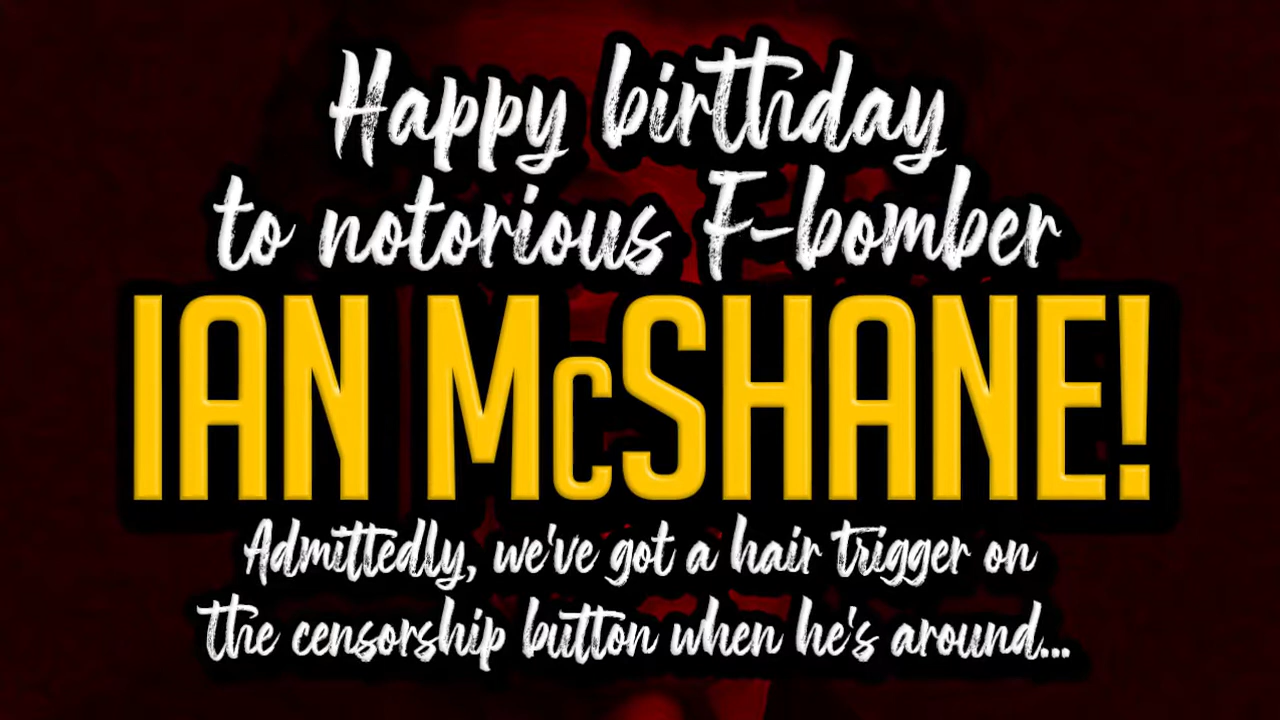 Happy birthday
to notorious F-bomber
IAN McSHANE!
Admittedly, we've got a hair trigger on
the censorship button when he's around...